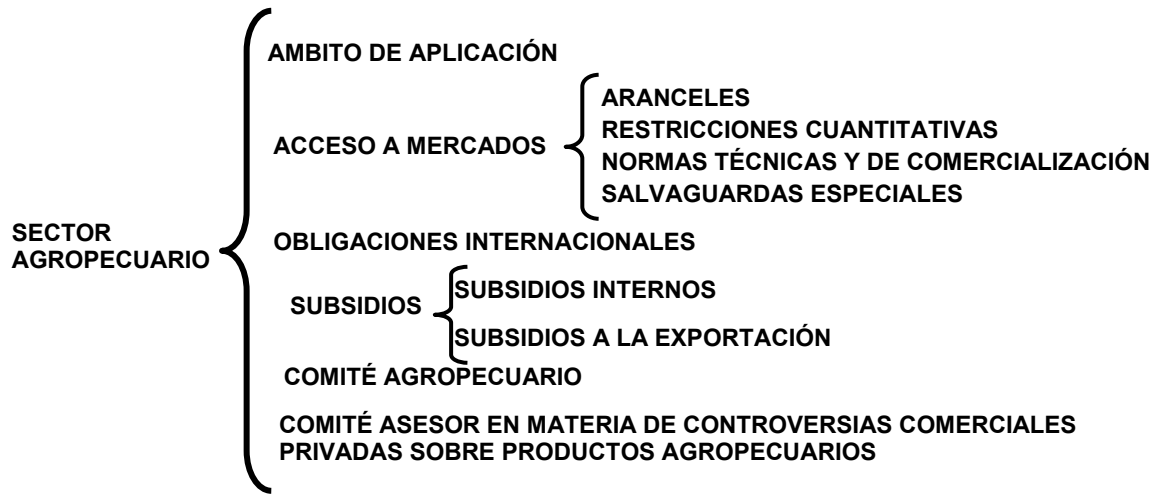 AMBITO DE APLICACIÓN
ACCESO A MERCADOS
ARANCELES
RESTRICCIONES CUANTITATIVAS
NORMAS TÉCNICAS Y DE COMERCIALIZACIÓN
SALVAGUARDAS ESPECIALES
SECTOR
AGROPECUARIO
OBLIGACIONES INTERNACIONALES
SUBSIDIOS
SUBSIDIOS INTERNOS
SUBSIDIOS A LA EXPORTACIÓN
COMITÉ AGROPECUARIO
COMITÉ ASESOR EN MATERIA DE CONTROVERSIAS COMERCIALES
PRIVADAS SOBRE PRODUCTOS AGROPECUARIOS